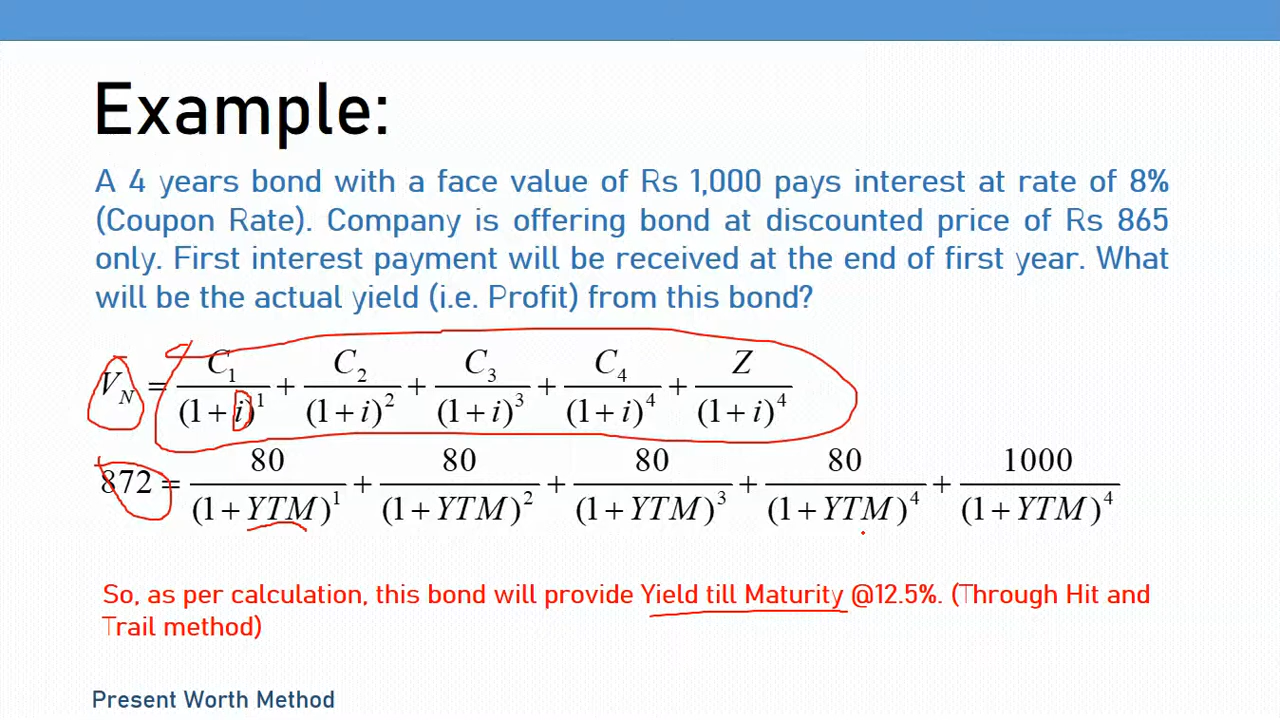 Example:
A 4 years bond with a face value of Rs 1,000 pays interest at rate of 8%
(Coupon Rate). Company is offering bond at discounted price of Rs 865
only. First interest payment will be received at the end of first year. What
will be the actual yield (i.e. Profit) from this bond?
V_N = C_1/(1+i)^1 + C_2/(1+i)^2 + C_3/(1+i)^3 + C_4/(1+i)^4 + Z/(1+i)^4
872 = 80/(1+YTM)^1 + 80/(1+YTM)^2 + 80/(1+YTM)^3 + 80/(1+YTM)^4 + 1000/(1+YTM)^4
So, as per calculation, this bond will provide Yield till Maturity @12.5%. (Through Hit and
Trail method)
Present Worth Method